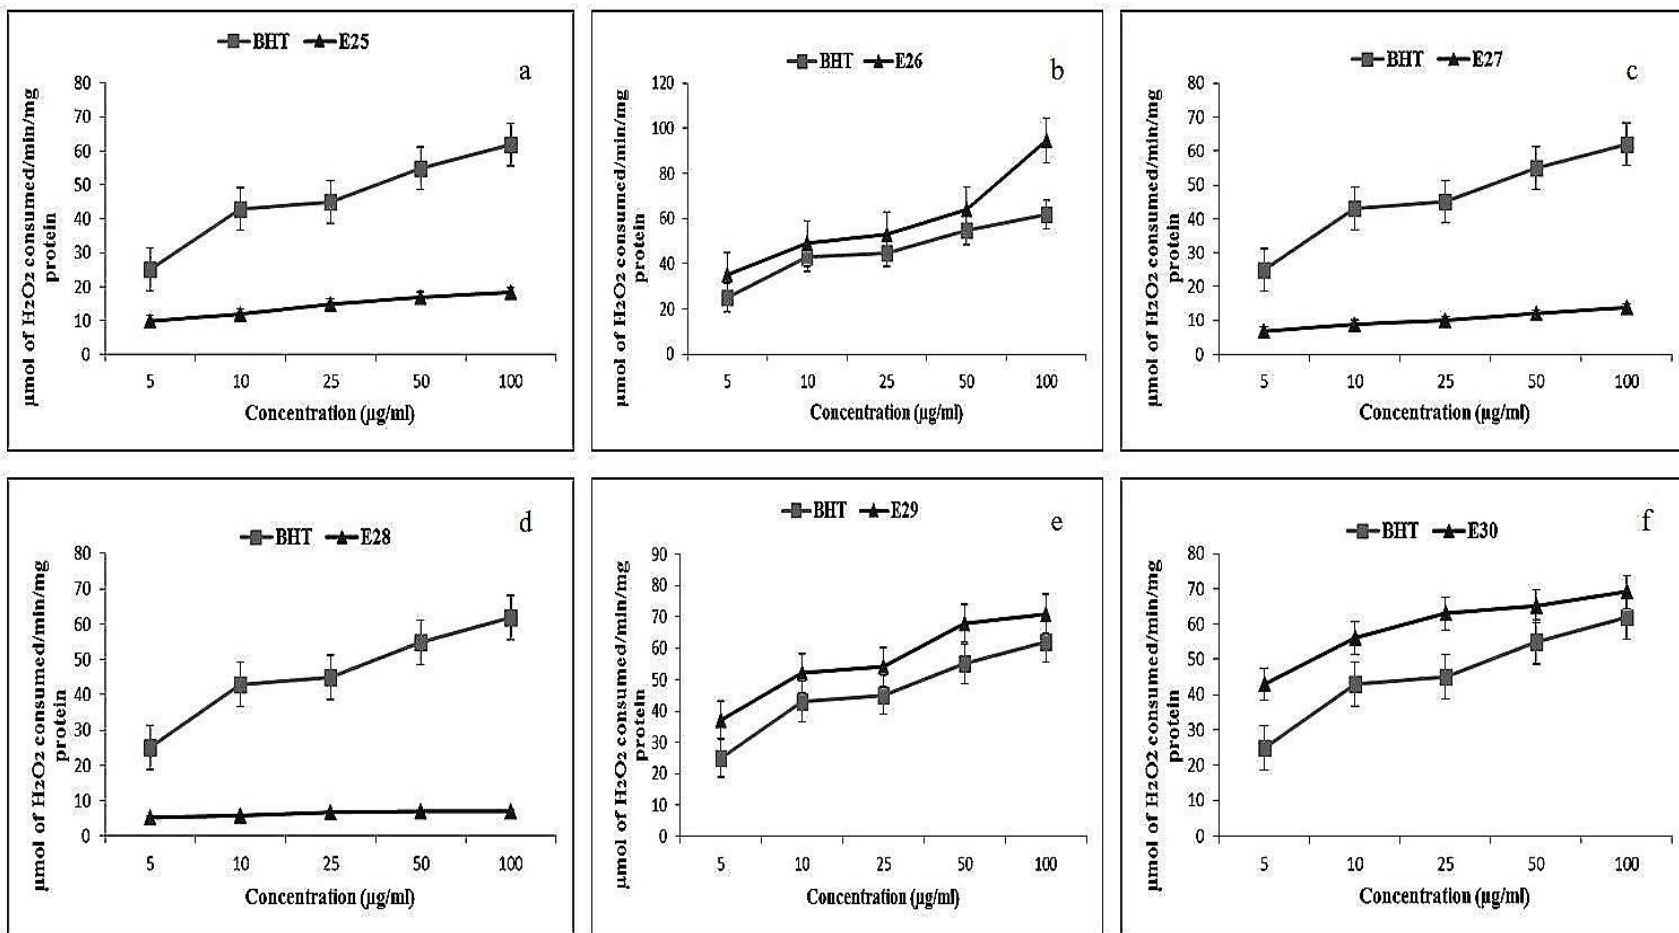 BHT E25
a
80
70
60
50
40
30
20
10
0
µmol of H2O2 consumed/min/mg
protein
5 10 25 50 100
Concentration (µg/ml)
BHT E26
b
120
100
80
60
40
20
0
µmol of H2O2 consumed/min/mg
protein
5 10 25 50 100
Concentration (µg/ml)
BHT E27
c
80
70
60
50
40
30
20
10
0
µmol of H2O2 consumed/min/mg
protein
5 10 25 50 100
Concentration (µg/ml)
BHT E28
d
80
70
60
50
40
30
20
10
0
µmol of H2O2 consumed/min/mg
protein
5 10 25 50 100
Concentration (µg/ml)
BHT E29
e
90
80
70
60
50
40
30
20
10
0
µmol of H2O2 consumed/min/mg
protein
5 10 25 50 100
Concentration (µg/ml)
BHT E30
f
80
70
60
50
40
30
20
10
0
µmol of H2O2 consumed/min/mg
protein
5 10 25 50 100
Concentration (µg/ml)